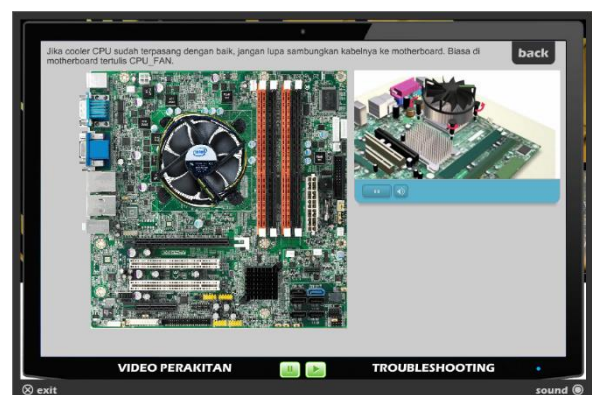 Jika cooler CPU sudah terpasang dengan baik, jangan lupa sambungkan kabelnya ke motherboard. Biasa di
motherboard tertulis CPU_FAN.
back
VIDEO PERAKITAN
TROUBLESHOOTING
exit
sound